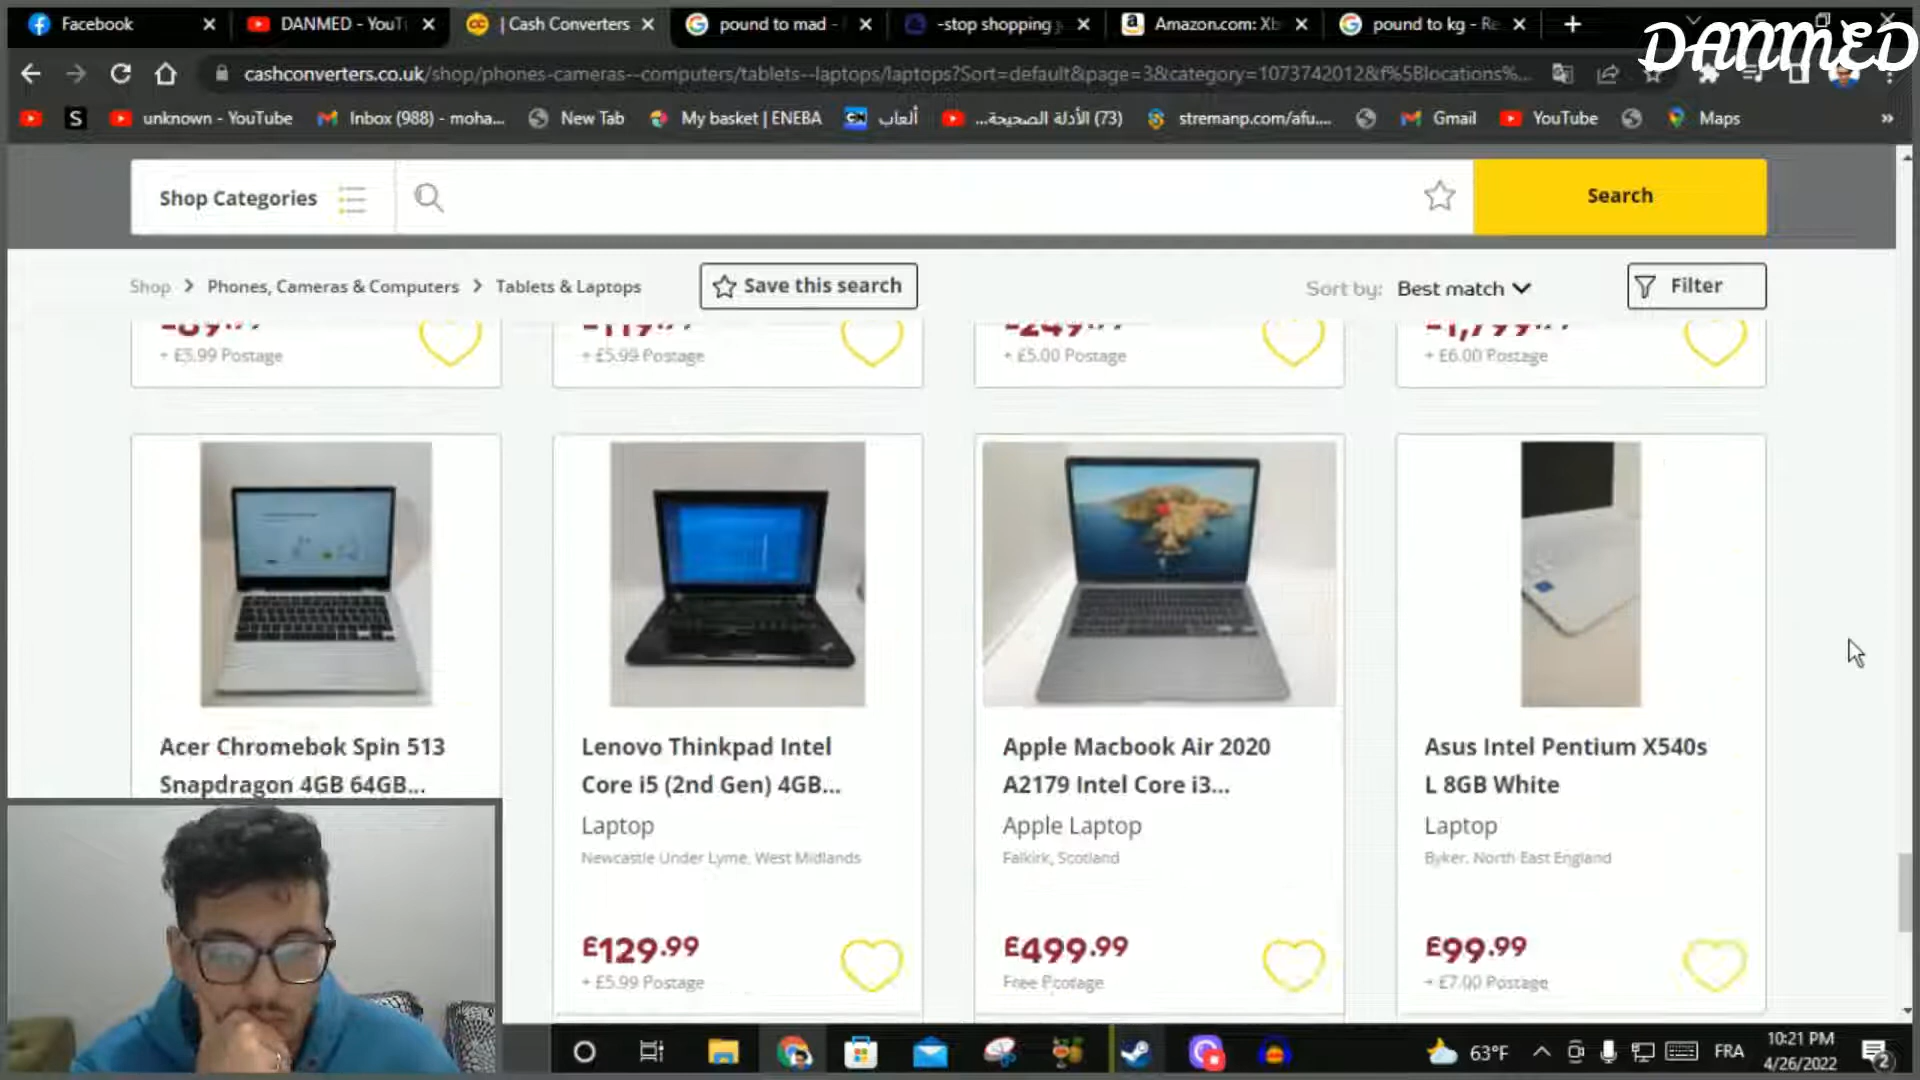 DANMED
Facebook
DANMED - YouT
| Cash Converters
pound to mad -
-stop shopping
Amazon.com: Xb
pound to kg - Re
cashconverters.co.uk/shop/phones-cameras--computers/tablets--laptops/laptops?Sort=default&page=3&category=1073742012&f%5Blocations%...
S
unknown - YouTube
Inbox (988) - moha...
New Tab
My basket | ENEBA
ألعاب
(73) الأدلة الصحيحة...
stremanp.com/afu....
Gmail
YouTube
Maps
»
Shop Categories
Search
Shop > Phones, Cameras & Computers > Tablets & Laptops
Save this search
Sort by: Best match
Filter
+ £5.99 Postage
+ £5.99 Postage
+ £5.00 Postage
+ £6.00 Postage
Acer Chromebok Spin 513
Snapdragon 4GB 64GB...
Lenovo Thinkpad Intel
Core i5 (2nd Gen) 4GB...
Laptop
Newcastle Under Lyme, West Midlands
£129.99
+ £5.99 Postage
Apple Macbook Air 2020
A2179 Intel Core i3...
Apple Laptop
Falkirk, Scotland
£499.99
Free Postage
Asus Intel Pentium X540s
L 8GB White
Laptop
Byker, North East England
£99.99
+ £7.00 Postage
63°F
FRA
10:21 PM
4/26/2022
2